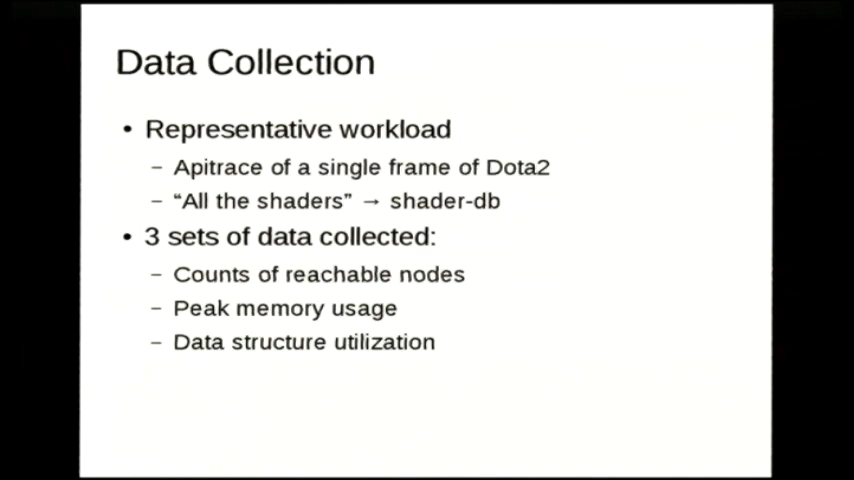 Data Collection
• Representative workload
– Apitrace of a single frame of Dota2
– “All the shaders” → shader-db
• 3 sets of data collected:
– Counts of reachable nodes
– Peak memory usage
– Data structure utilization